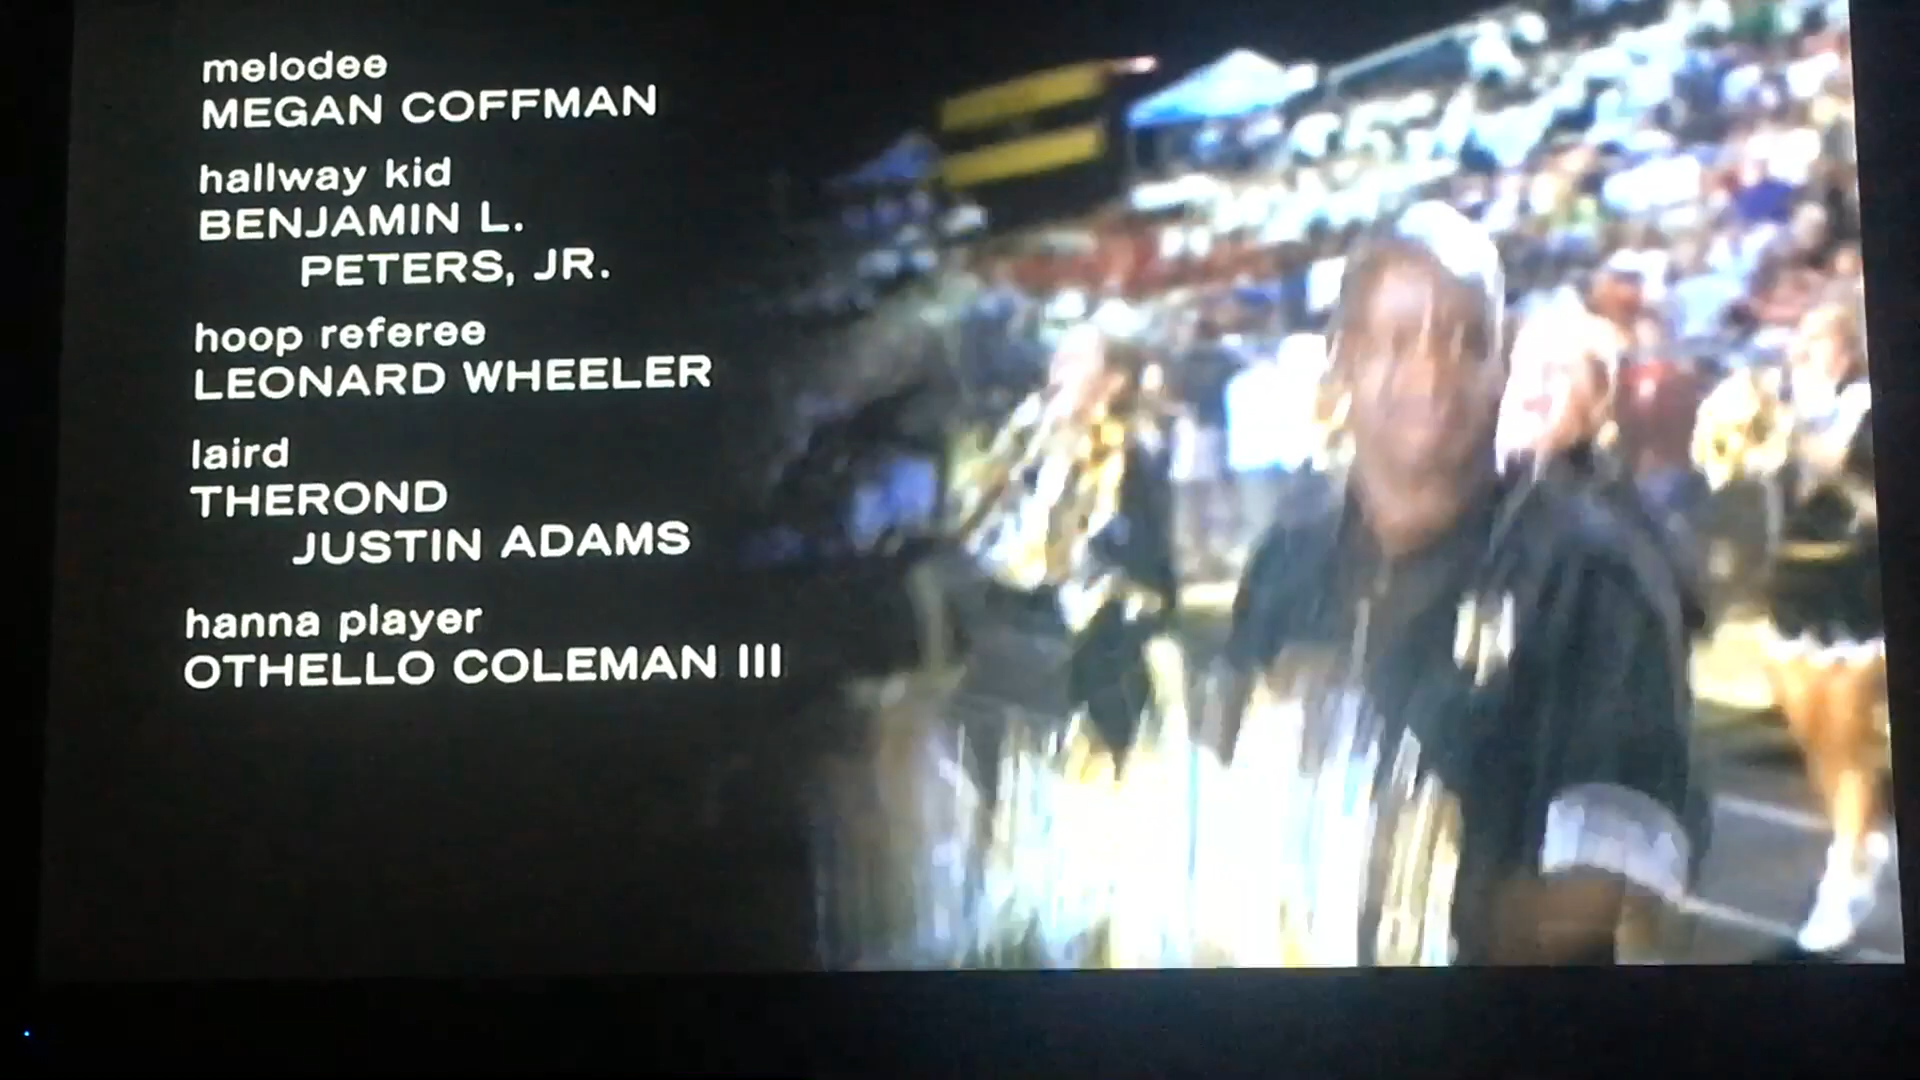 melodee
MEGAN COFFMAN
hallway kid
BENJAMIN L.
PETERS, JR.
hoop referee
LEONARD WHEELER
laird
THEROND
JUSTIN ADAMS
hanna player
OTHELLO COLEMAN III